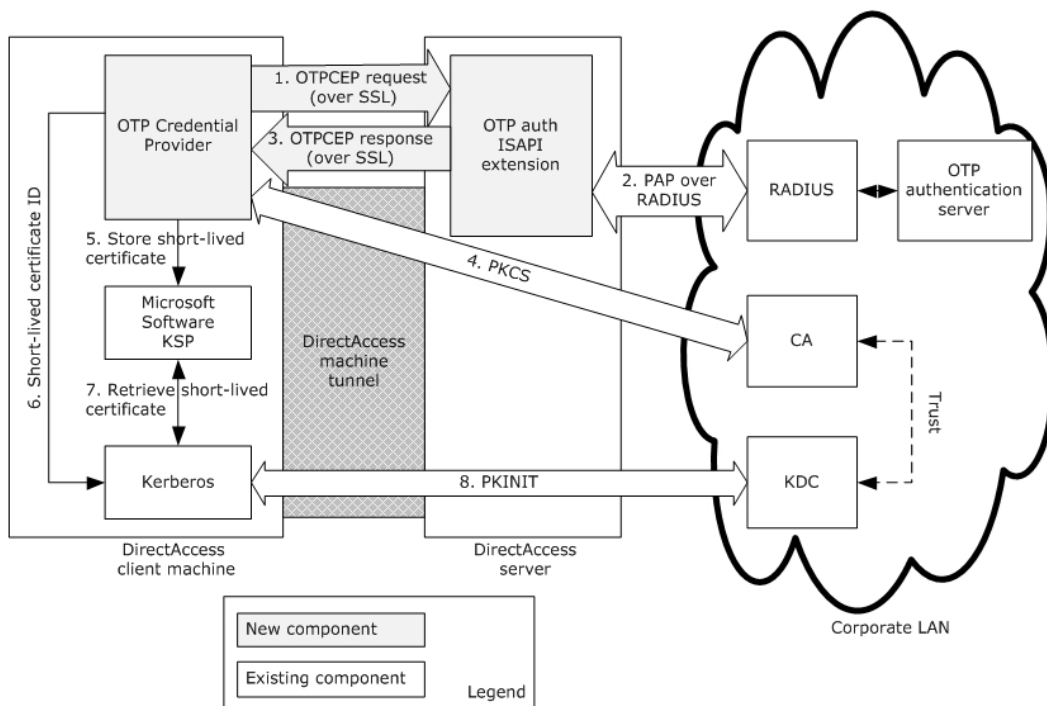 1. OTPCEP request
(over SSL)
OTP Credential
Provider
3. OTPCEP response
(over SSL)
OTP auth
ISAPI
extension
2. PAP over
RADIUS
RADIUS
OTP
authentication
server
6. Short-lived certificate ID
5. Store short-lived
certificate
4. PKCS
Microsoft
Software
KSP
DirectAccess
machine
tunnel
CA
7. Retrieve short-lived
certificate
Trust
Kerberos
8. PKINIT
KDC
DirectAccess
client machine
DirectAccess
server
Corporate LAN
New component
Existing component
Legend